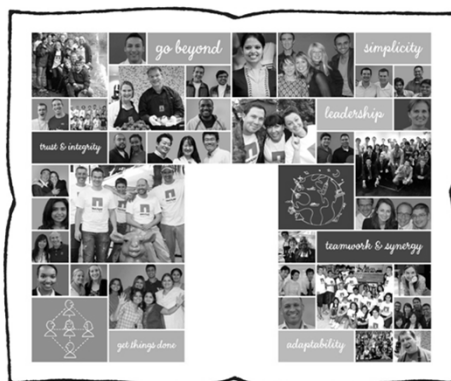 go beyond
simplicity
leadership
trust & integrity
teamwork & synergy
get things done
adaptability